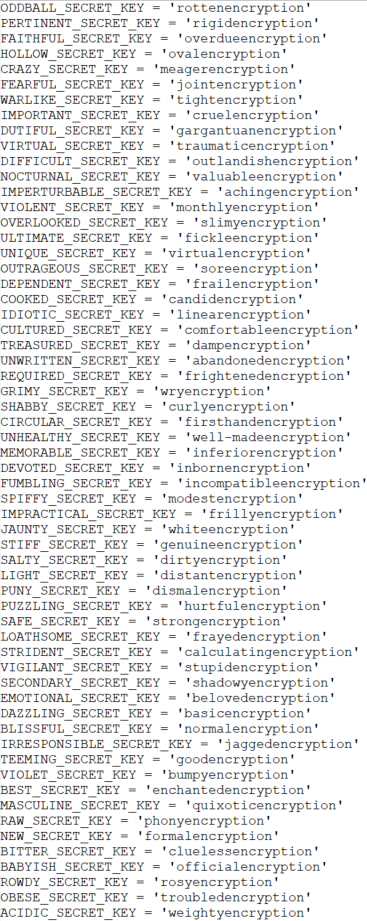 ODDBALL_SECRET_KEY = 'rottenencryption'
PERTINENT_SECRET_KEY = 'rigidencryption'
FAITHFUL_SECRET_KEY = 'overdueencryption'
HOLLOW_SECRET_KEY = 'ovalencryption'
CRAZY_SECRET_KEY = 'meagerencryption'
FEARFUL_SECRET_KEY = 'jointencryption'
WARLIKE_SECRET_KEY = 'tightencryption'
IMPORTANT_SECRET_KEY = 'cruelencryption'
DUTIFUL_SECRET_KEY = 'gargantuanencryption'
VIRTUAL_SECRET_KEY = 'traumaticencryption'
DIFFICULT_SECRET_KEY = 'outlandishencryption'
NOCTURNAL_SECRET_KEY = 'valuableencryption'
IMPERTURBABLE_SECRET_KEY = 'achingencryption'
VIOLENT_SECRET_KEY = 'monthlyencryption'
OVERLOOKED_SECRET_KEY = 'slimyencryption'
ULTIMATE_SECRET_KEY = 'fickleencryption'
UNIQUE_SECRET_KEY = 'virtualencryption'
OUTRAGEOUS_SECRET_KEY = 'soreencryption'
DEPENDENT_SECRET_KEY = 'frailencryption'
COOKED_SECRET_KEY = 'candidencryption'
IDIOTIC_SECRET_KEY = 'linearencryption'
CULTURED_SECRET_KEY = 'comfortableencryption'
TREASURED_SECRET_KEY = 'dampencryption'
UNWRITTEN_SECRET_KEY = 'abandonedencryption'
REQUIRED_SECRET_KEY = 'frightenedencryption'
GRIMY_SECRET_KEY = 'wryencryption'
SHABBY_SECRET_KEY = 'curlyencryption'
CIRCULAR_SECRET_KEY = 'firsthandencryption'
UNHEALTHY_SECRET_KEY = 'well-madeencryption'
MEMORABLE_SECRET_KEY = 'inferiorencryption'
DEVOTED_SECRET_KEY = 'inbornencryption'
FUMBLING_SECRET_KEY = 'incompatibleencryption'
SPIFFY_SECRET_KEY = 'modestencryption'
IMPRACTICAL_SECRET_KEY = 'frillyencryption'
JAUNTY_SECRET_KEY = 'whiteencryption'
STIFF_SECRET_KEY = 'genuineencryption'
SALTY_SECRET_KEY = 'dirtyencryption'
LIGHT_SECRET_KEY = 'distantencryption'
PUNY_SECRET_KEY = 'dismalencryption'
PUZZLING_SECRET_KEY = 'hurtfulencryption'
SAFE_SECRET_KEY = 'strongencryption'
LOATHSOME_SECRET_KEY = 'frayedencryption'
STRIDENT_SECRET_KEY = 'calculatingencryption'
VIGILANT_SECRET_KEY = 'stupidencryption'
SECONDARY_SECRET_KEY = 'shadowyencryption'
EMOTIONAL_SECRET_KEY = 'belovedencryption'
DAZZLING_SECRET_KEY = 'basicencryption'
BLISSFUL_SECRET_KEY = 'normalencryption'
IRRESPONSIBLE_SECRET_KEY = 'jaggedencryption'
TEEMING_SECRET_KEY = 'goodencryption'
VIOLET_SECRET_KEY = 'bumpyencryption'
BEST_SECRET_KEY = 'enchantedencryption'
MASCULINE_SECRET_KEY = 'quixoticencryption'
RAW_SECRET_KEY = 'phonyencryption'
NEW_SECRET_KEY = 'formalencryption'
BITTER_SECRET_KEY = 'cluelessencryption'
BABYISH_SECRET_KEY = 'officialencryption'
ROWDY_SECRET_KEY = 'rosyencryption'
OBESE_SECRET_KEY = 'troubledencryption'
ACIDIC_SECRET_KEY = 'weightyencryption'